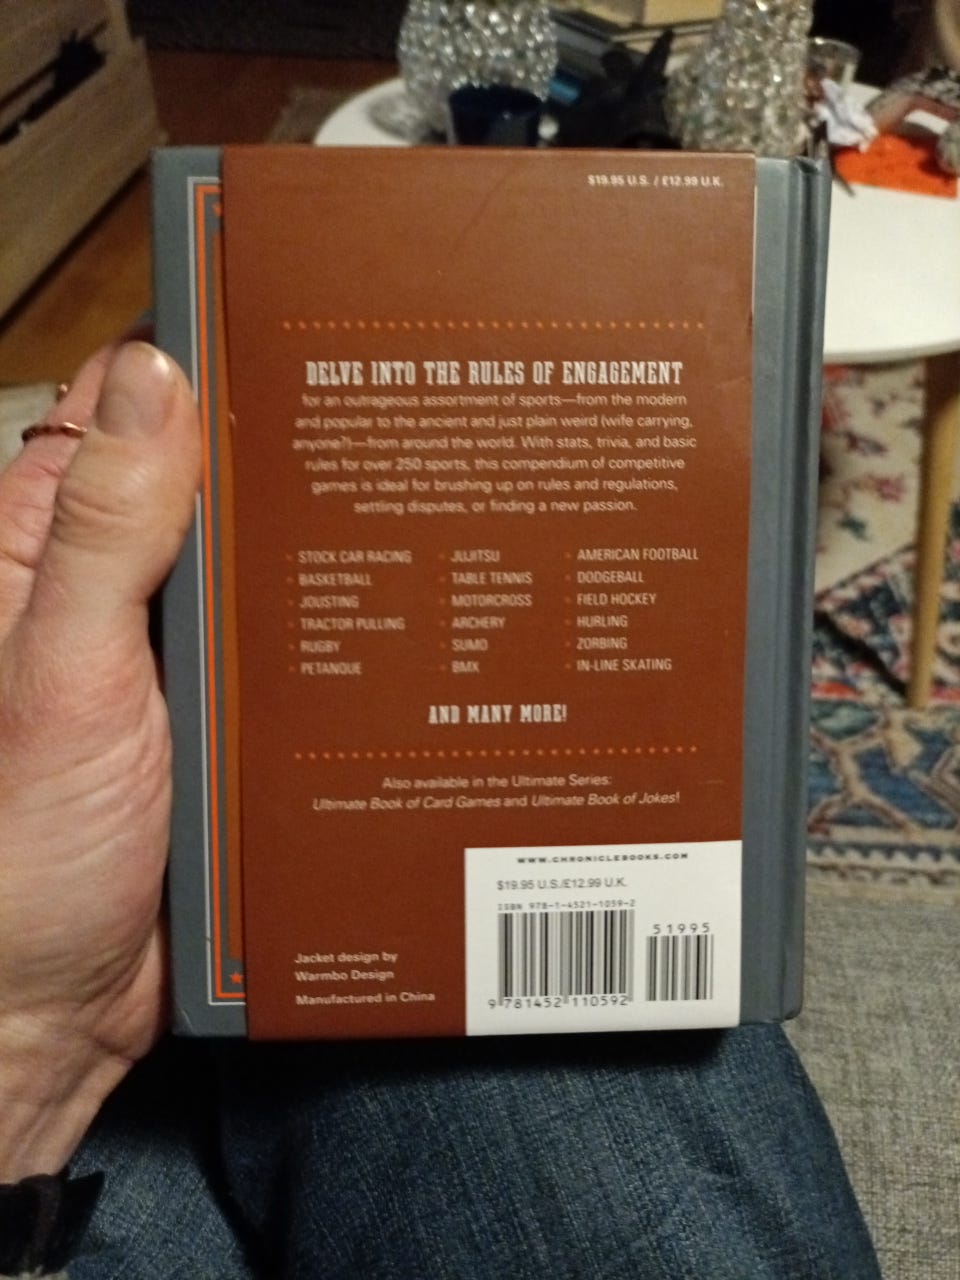 $19.95 U.S. / £12.99 U.K.
DELVE INTO THE RULES OF ENGAGEMENT
for an outrageous assortment of sports—from the modern
and popular to the ancient and just plain weird (wife carrying,
anyone?)—from around the world. With stats, trivia, and basic
rules for over 250 sports, this compendium of competitive
games is ideal for brushing up on rules and regulations,
settling disputes, or finding a new passion.
• STOCK CAR RACING
• BASKETBALL
• JOUSTING
• TRACTOR PULLING
• RUGBY
• PETANQUE
• JUJITSU
• TABLE TENNIS
• MOTORCROSS
• ARCHERY
• SUMO
• BMX
• AMERICAN FOOTBALL
• DODGEBALL
• FIELD HOCKEY
• HURLING
• ZORBING
• IN-LINE SKATING
AND MANY MORE!
Also available in the Ultimate Series:
Ultimate Book of Card Games and Ultimate Book of Jokes!
Jacket design by
Warmbo Design
Manufactured in China
WWW.CHRONICLEBOOKS.COM
$19.95 U.S./£12.99 U.K.
ISBN 978-1-4521-1059-2
51995
9 781452 110592